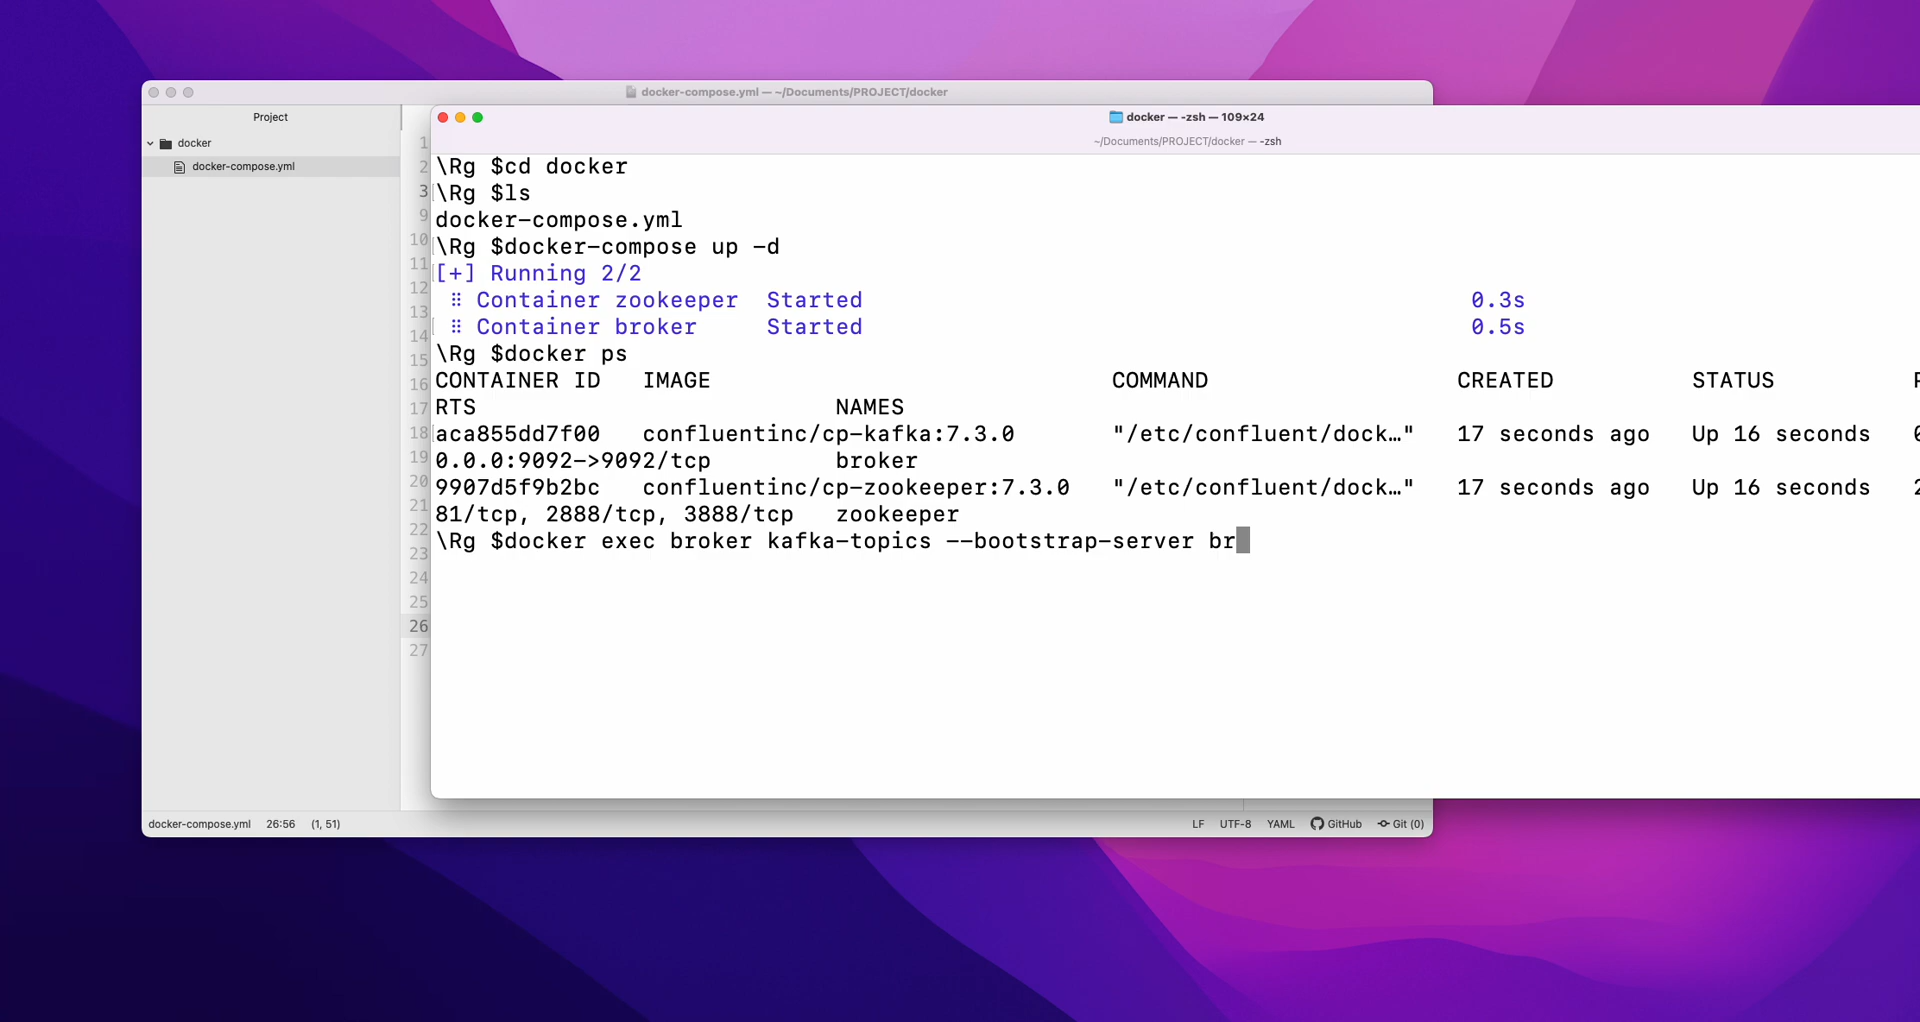 docker-compose.yml — ~/Documents/PROJECT/docker
Project
docker
docker-compose.yml
docker — -zsh — 109×24
~/Documents/PROJECT/docker — -zsh
1
2
3
9
10
11
12
13
14
15
16
17
18
19
20
21
22
23
24
25
26
27
\Rg $cd docker
\Rg $ls
docker-compose.yml
\Rg $docker-compose up -d
[+] Running 2/2
⠿ Container zookeeper Started 0.3s
⠿ Container broker Started 0.5s
\Rg $docker ps
CONTAINER ID IMAGE COMMAND CREATED STATUS
RTS NAMES
aca855dd7f00 confluentinc/cp-kafka:7.3.0 "/etc/confluent/dock…" 17 seconds ago Up 16 seconds
0.0.0:9092->9092/tcp broker
9907d5f9b2bc confluentinc/cp-zookeeper:7.3.0 "/etc/confluent/dock…" 17 seconds ago Up 16 seconds
81/tcp, 2888/tcp, 3888/tcp zookeeper
\Rg $docker exec broker kafka-topics --bootstrap-server br
docker-compose.yml 26:56 (1, 51) LF UTF-8 YAML GitHub Git (0)